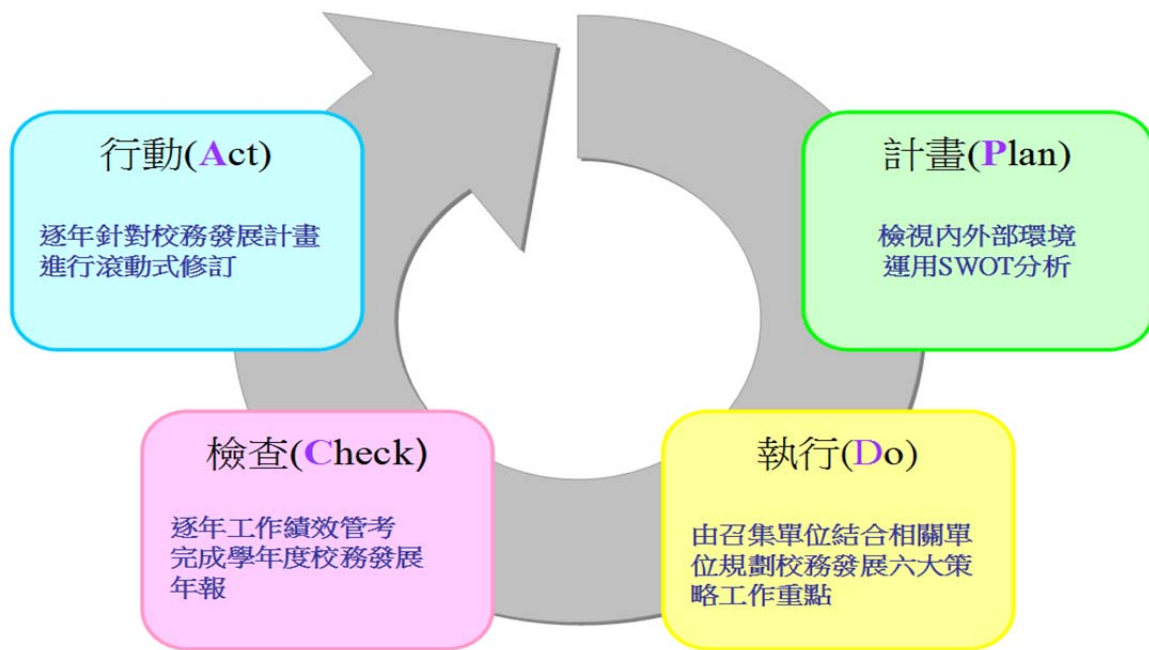 行動(Act)
逐年針對校務發展計畫
進行滾動式修訂
計畫(Plan)
檢視內外部環境
運用SWOT分析
檢查(Check)
逐年工作績效管考
完成學年度校務發展
年報
執行(Do)
由召集單位結合相關單
位規劃校務發展六大策
略工作重點